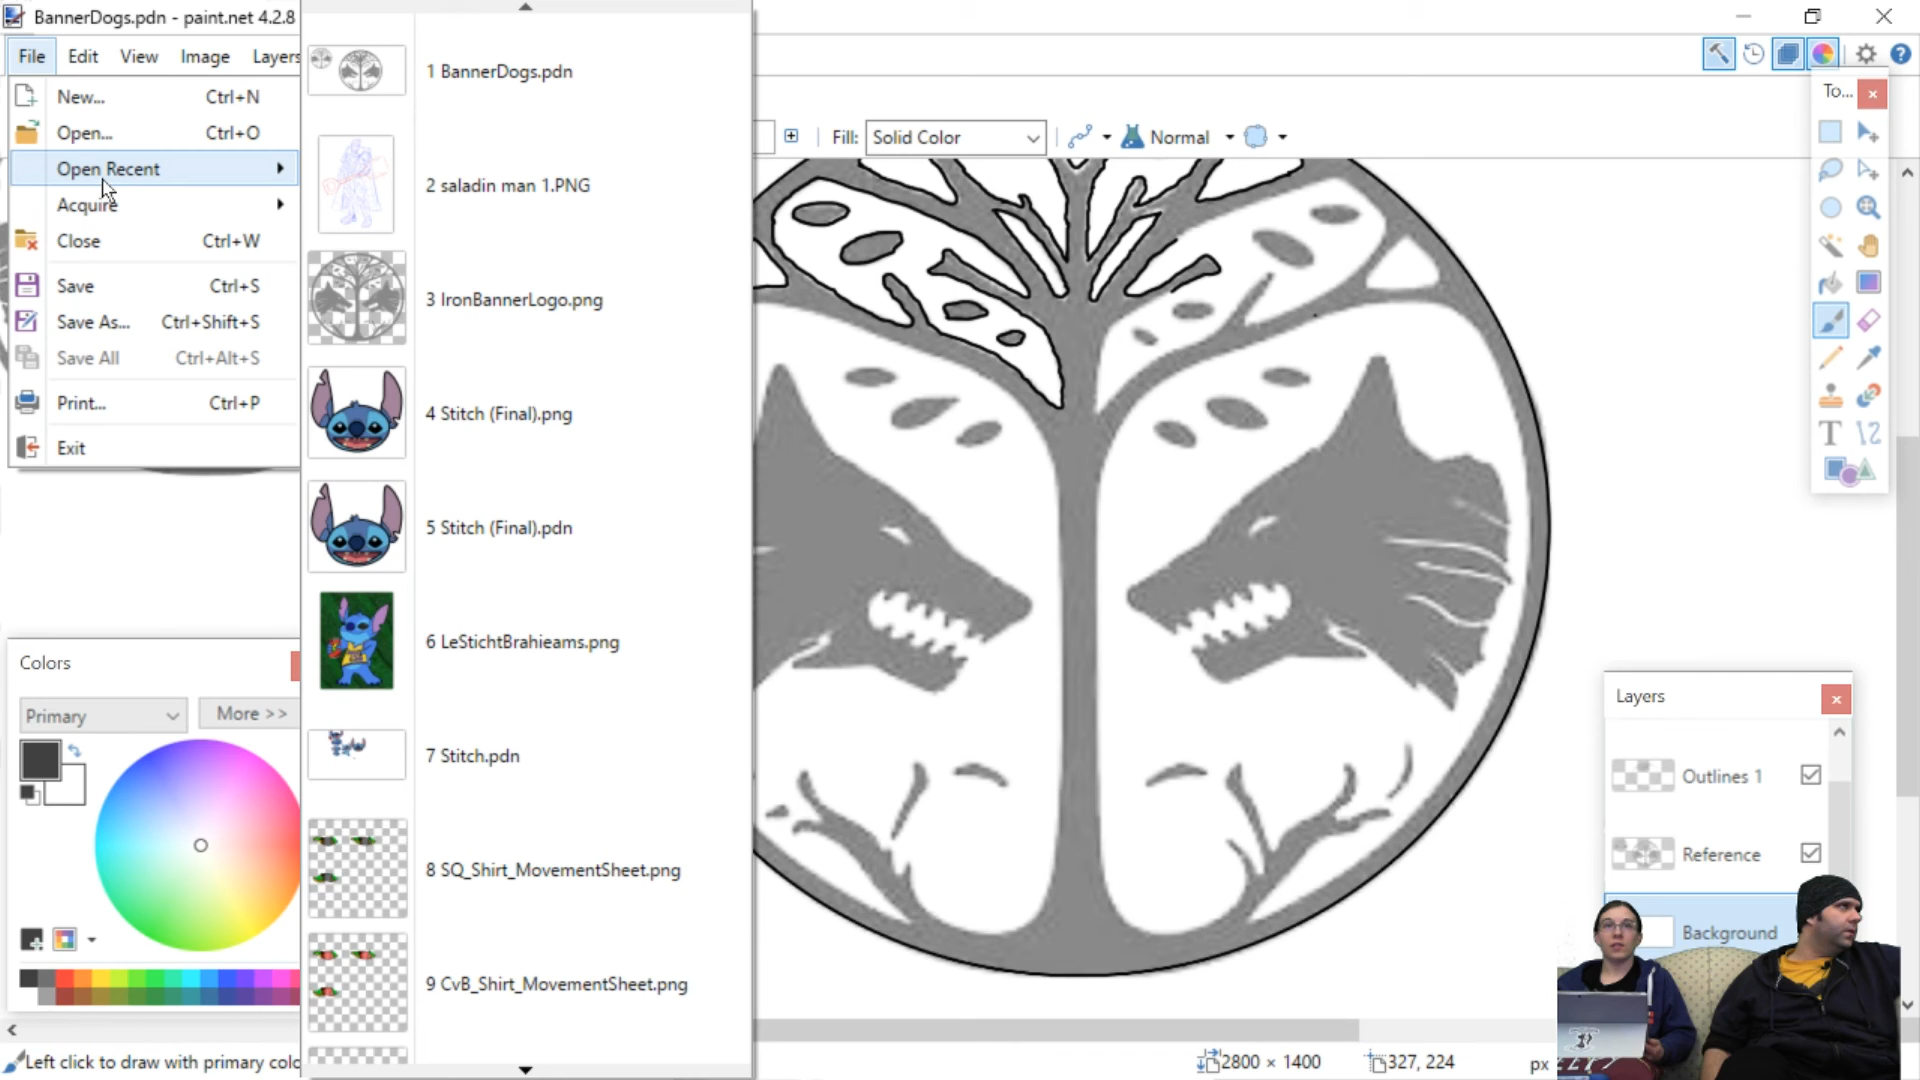 BannerDogs.pdn - paint.net 4.2.8
File Edit View Image Layers
New... Ctrl+N
Open... Ctrl+O
Open Recent
Acquire
Close Ctrl+W
Save Ctrl+S
Save As... Ctrl+Shift+S
Save All Ctrl+Alt+S
Print... Ctrl+P
Exit
1 BannerDogs.pdn
2 saladin man 1.PNG
3 IronBannerLogo.png
4 Stitch (Final).png
5 Stitch (Final).pdn
6 LeStichtBrahieams.png
7 Stitch.pdn
8 SQ_Shirt_MovementSheet.png
9 CvB_Shirt_MovementSheet.png
Fill: Solid Color Normal
To...
Colors
Primary More >>
Layers
Outlines 1
Reference
Background
Left click to draw with primary colo
2800 × 1400 327, 224 px